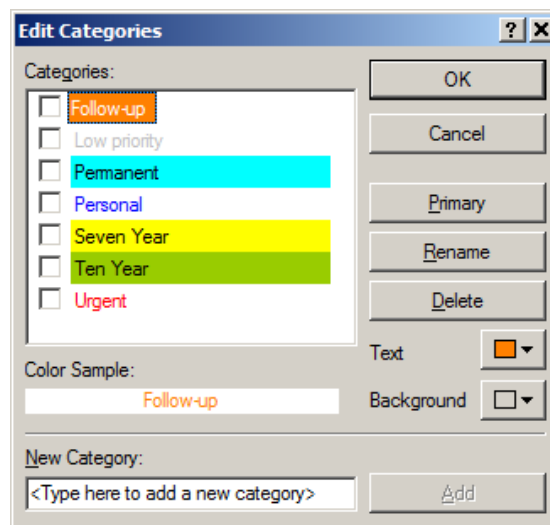 Edit Categories
Categories:
Follow-up
Low priority
Permanent
Personal
Seven Year
Ten Year
Urgent
Color Sample:
Follow-up
New Category:
<Type here to add a new category>
OK
Cancel
Primary
Rename
Delete
Text
Background
Add